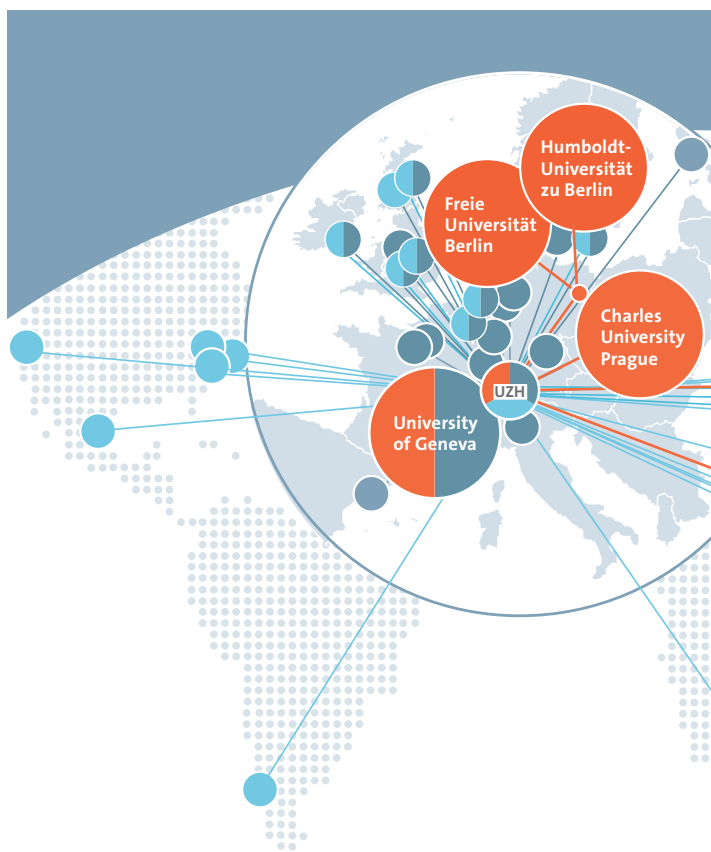 Humboldt-
Universität
zu Berlin
Freie
Universität
Berlin
Charles
University
Prague
UZH
University
of Geneva